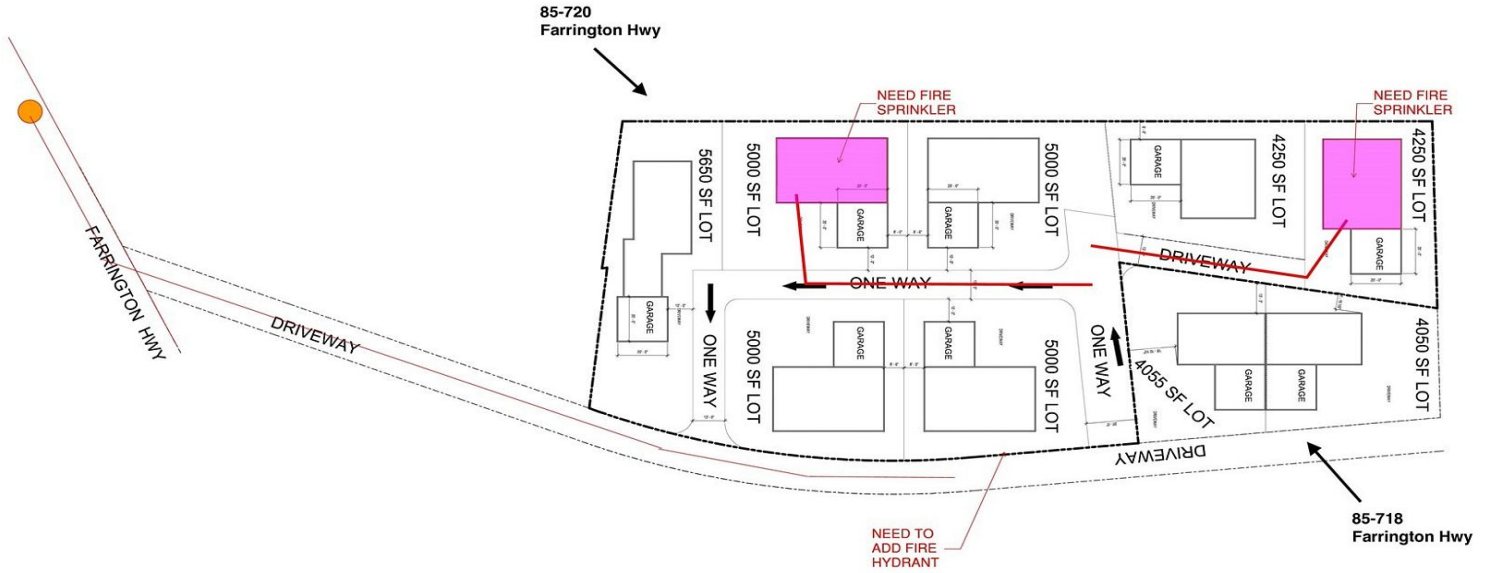 85-720
Farrington Hwy
NEED FIRE
SPRINKLER
NEED FIRE
SPRINKLER
5650 SF LOT
5000 SF LOT
5000 SF LOT
4250 SF LOT
4250 SF LOT
GARAGE
GARAGE
GARAGE
GARAGE
GARAGE
DRIVEWAY
ONE WAY
FARRINGTON HWY
DRIVEWAY
ONE WAY
5000 SF LOT
GARAGE
GARAGE
5000 SF LOT
ONE WAY
4055 SF LOT
GARAGE
GARAGE
4050 SF LOT
DRIVEWAY
NEED TO
ADD FIRE
HYDRANT
85-718
Farrington Hwy